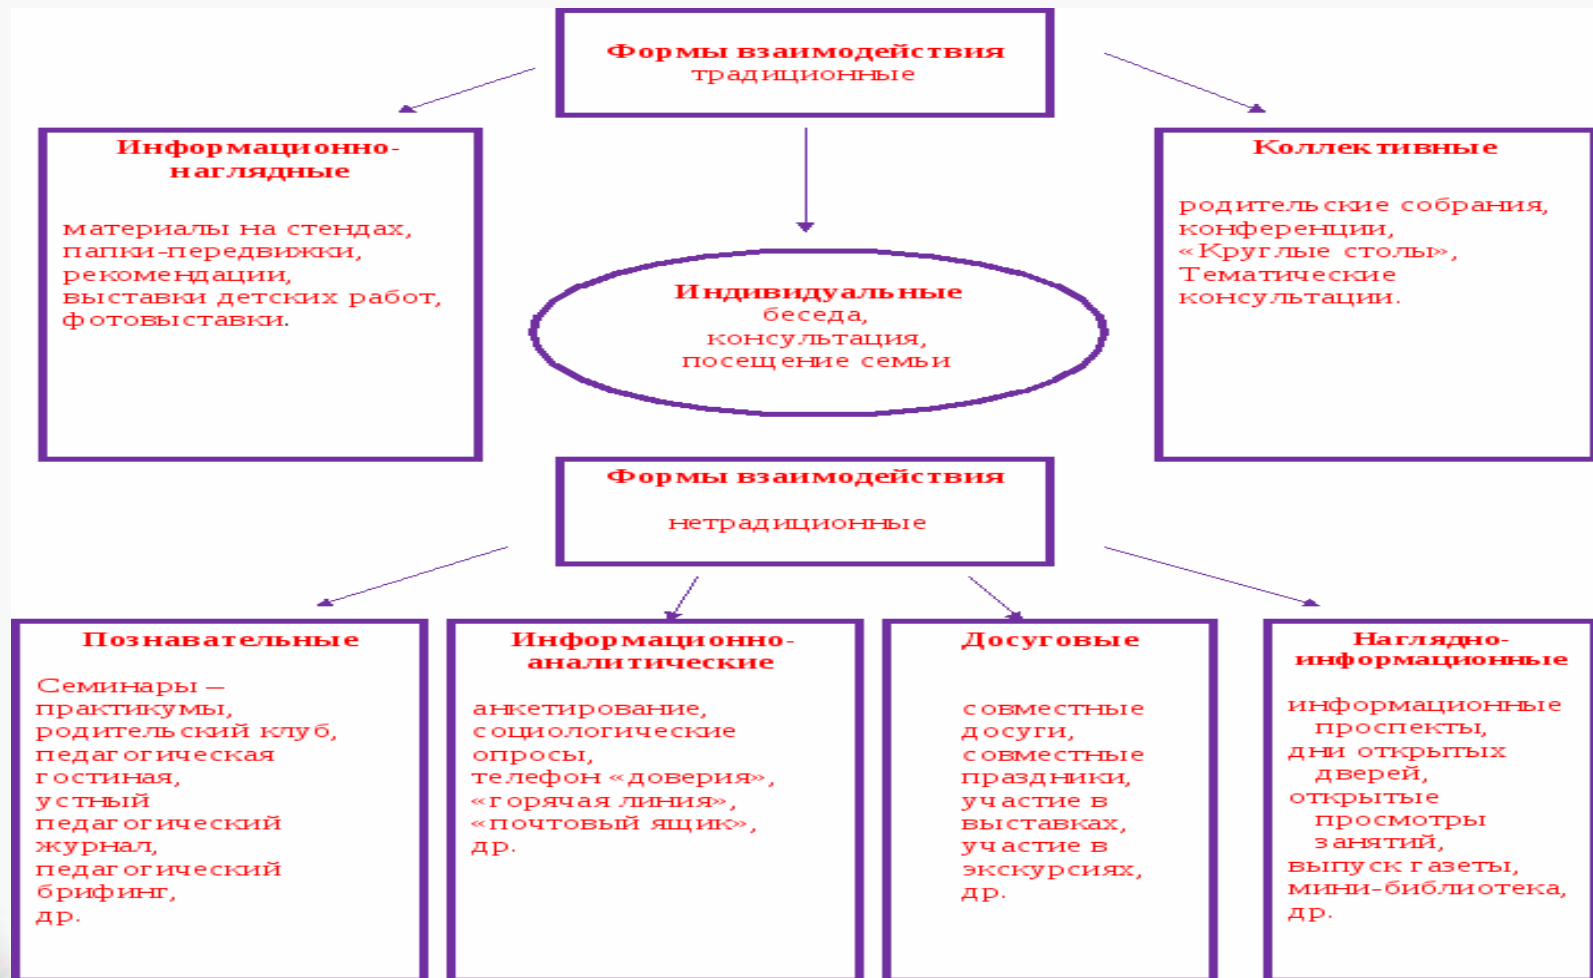 Формы взаимодействия
традиционные
Информационно-
наглядные
материалы на стендах,
папки-передвижки,
рекомендации,
выставки детских работ,
фотовыставки.
Индивидуальные
беседа,
консультация,
посещение семьи
Коллективные
родительские собрания,
конференции,
«Круглые столы»,
Тематические
консультации.
Формы взаимодействия
нетрадиционные
Познавательные
Семинары –
практикумы,
родительский клуб,
педагогическая
гостиная,
устный
педагогический
журнал,
педагогический
брифинг,
др.
Информационно-
аналитические
анкетирование,
социологические
опросы,
телефон «доверия»,
«горячая линия»,
«почтовый ящик»,
др.
Досуговые
совместные
досуги,
совместные
праздники,
участие в
выставках,
участие в
экскурсиях,
др.
Наглядно-
информационные
информационные
проспекты,
дни открытых
дверей,
открытые
просмотры
занятий,
выпуск газеты,
мини-библиотека,
др.